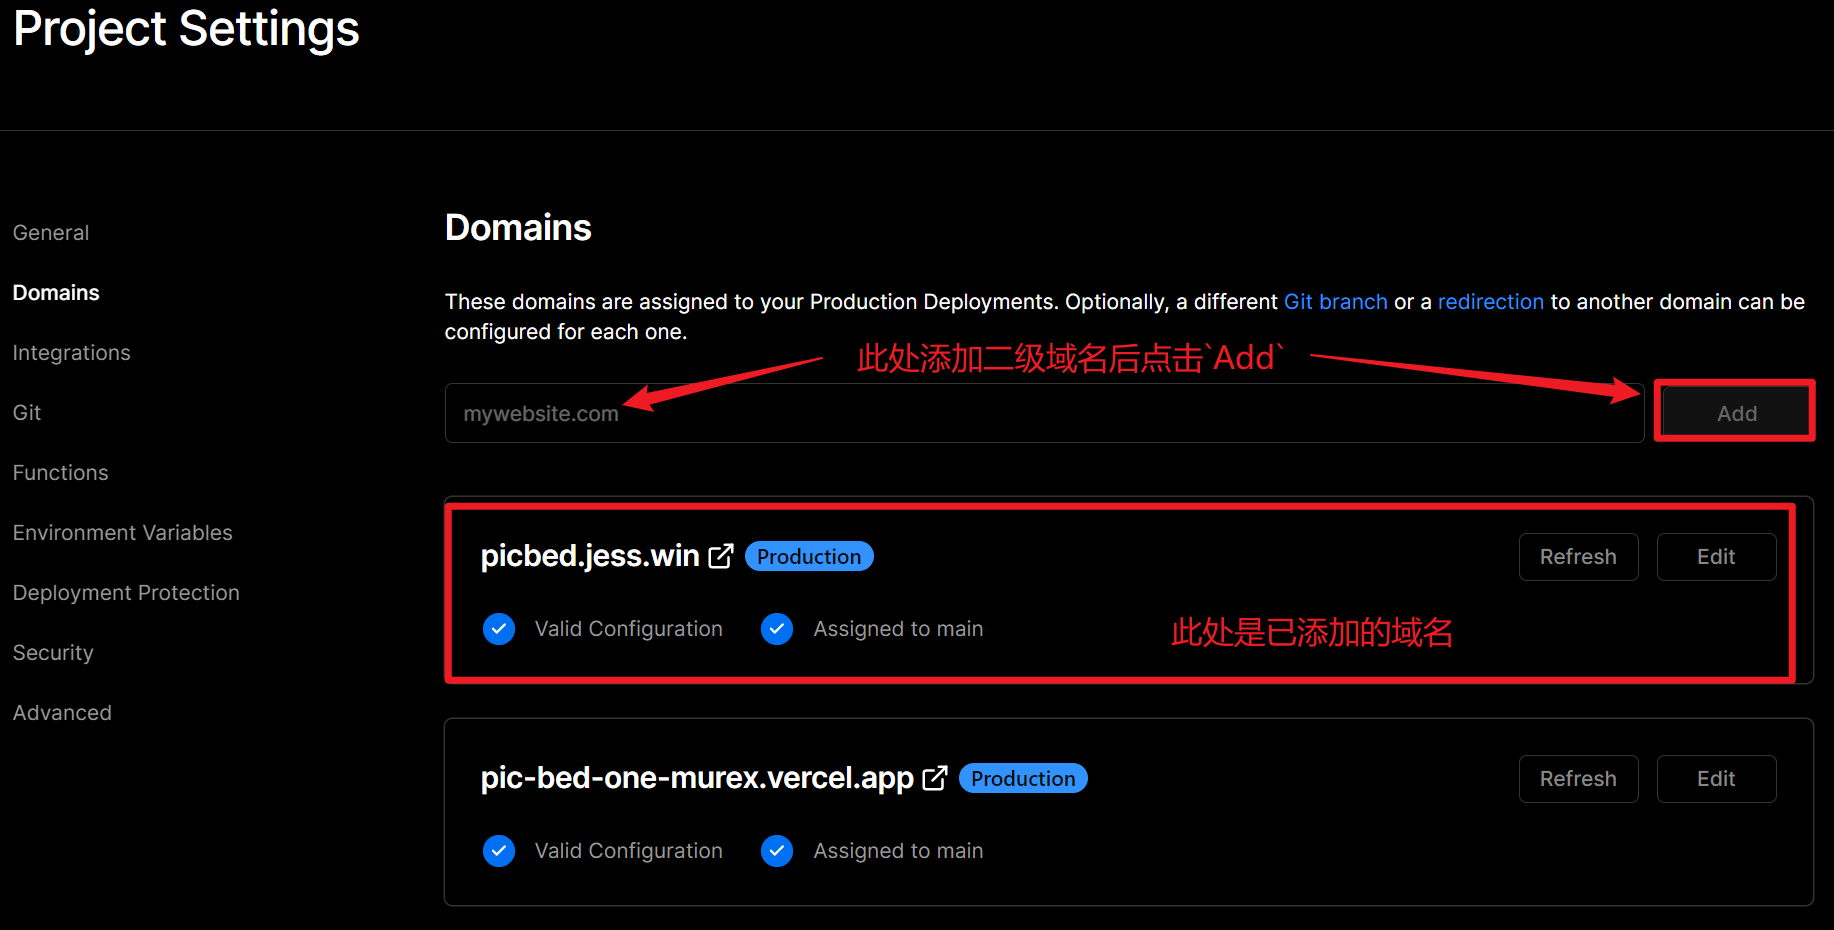 Project Settings
General
Domains
Integrations
Git
Functions
Environment Variables
Deployment Protection
Security
Advanced
Domains
These domains are assigned to your Production Deployments. Optionally, a different Git branch or a redirection to another domain can be
configured for each one.
此处添加二级域名后点击`Add`
mywebsite.com
Add
picbed.jess.win Production
Refresh
Edit
Valid Configuration
Assigned to main
此处是已添加的域名
pic-bed-one-murex.vercel.app Production
Refresh
Edit
Valid Configuration
Assigned to main